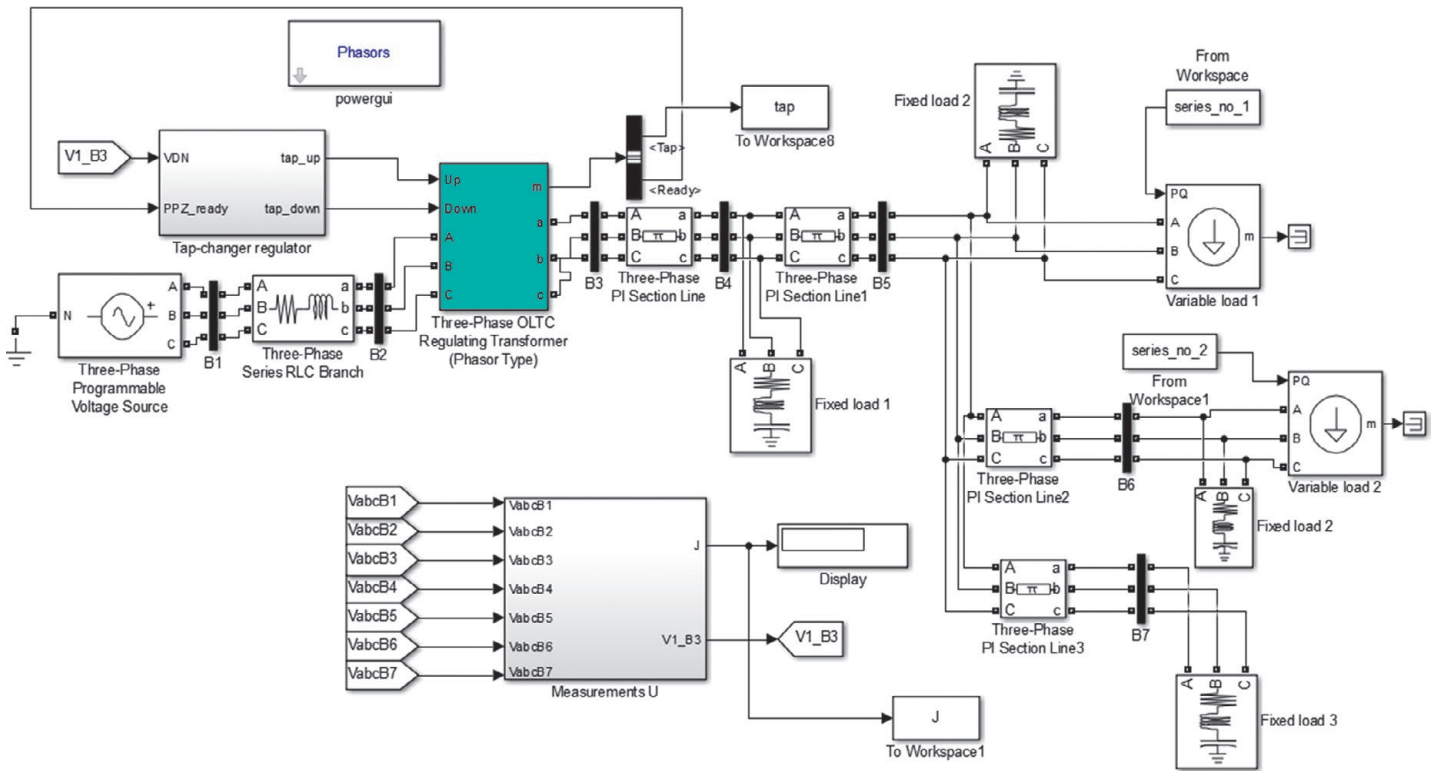 Phasors
powergui
V1_B3
VDN
PPZ_ready
tap_up
tap_down
Tap-changer regulator
Up
Down
A
B
C
m
a
b
c
Three-Phase OLTC
Regulating Transformer
(Phasor Type)
<Tap>
<Ready>
tap
To Workspace8
N
+
A
B
C
Three-Phase
Programmable
Voltage Source
B1
A
B
C
a
b
c
Three-Phase
Series RLC Branch
B2
B3
A
B
C
π
a
b
c
Three-Phase
PI Section Line
B4
A
B
C
π
a
b
c
Three-Phase
PI Section Line1
B5
A
B
C
Fixed load 1
Fixed load 2
A
B
C
From
Workspace
series_no_1
PQ
A
B
C
m
Variable load 1
series_no_2
From
Workspace1
PQ
A
B
C
m
Variable load 2
A
B
C
π
a
b
c
Three-Phase
PI Section Line2
B6
A
B
C
Fixed load 2
A
B
C
π
a
b
c
Three-Phase
PI Section Line3
B7
A
B
C
Fixed load 3
VabcB1
VabcB2
VabcB3
VabcB4
VabcB5
VabcB6
VabcB7
VabcB1
VabcB2
VabcB3
VabcB4
VabcB5
VabcB6
VabcB7
J
V1_B3
Measurements U
Display
V1_B3
J
To Workspace1